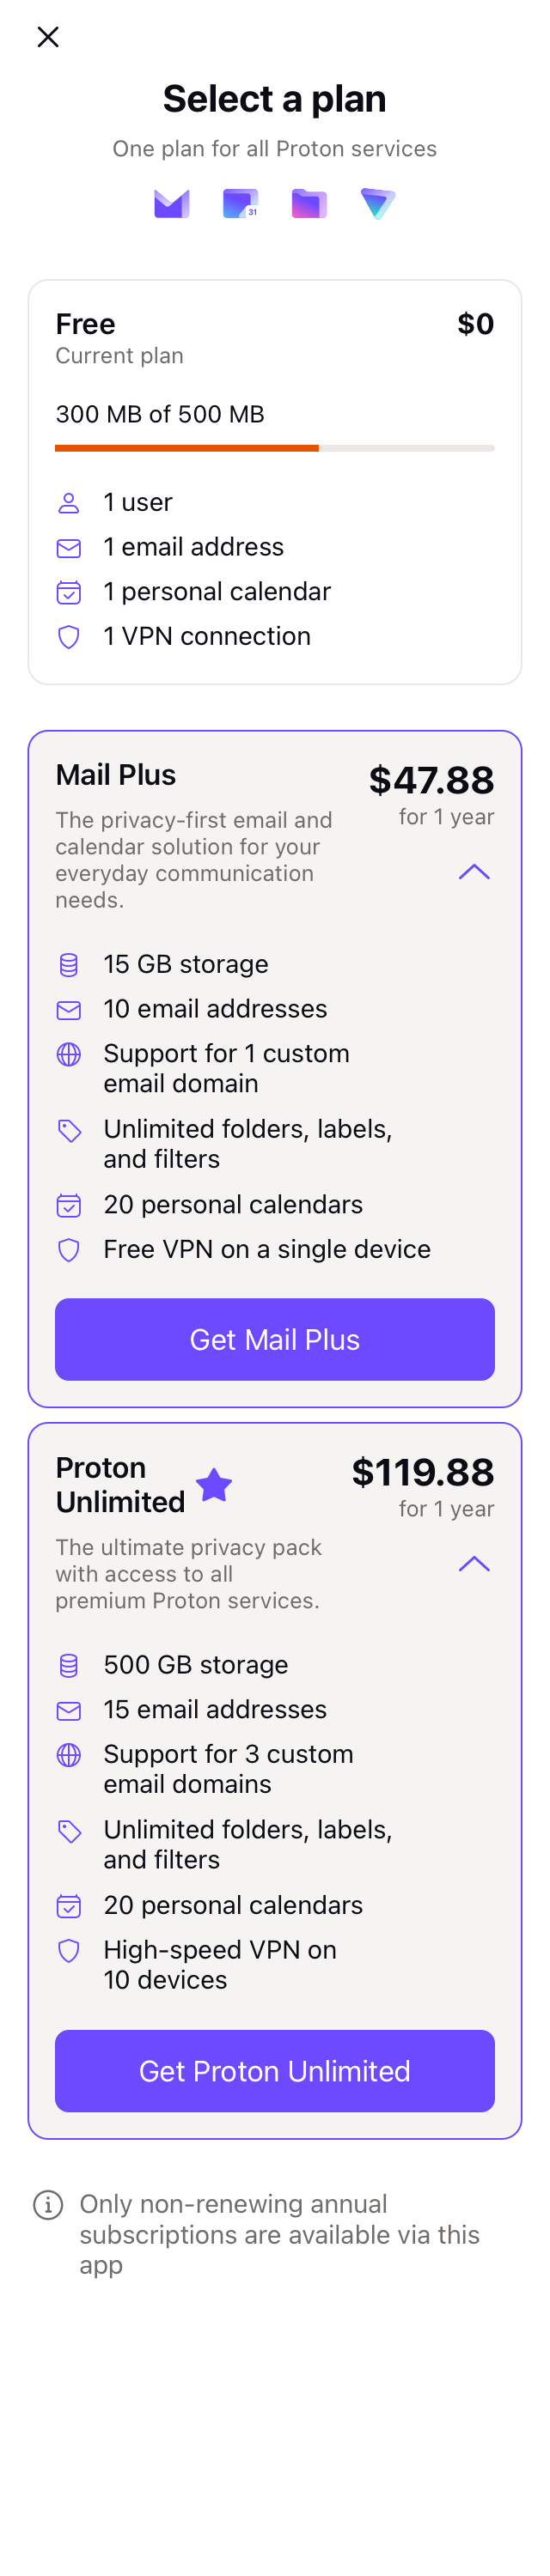 Select a plan
One plan for all Proton services
31
Free
$0
Current plan
300 MB of 500 MB
1 user
1 email address
1 personal calendar
1 VPN connection
Mail Plus
$47.88
for 1 year
The privacy-first email and
calendar solution for your
everyday communication
needs.
15 GB storage
10 email addresses
Support for 1 custom
email domain
Unlimited folders, labels,
and filters
20 personal calendars
Free VPN on a single device
Get Mail Plus
Proton
Unlimited
$119.88
for 1 year
The ultimate privacy pack
with access to all
premium Proton services.
500 GB storage
15 email addresses
Support for 3 custom
email domains
Unlimited folders, labels,
and filters
20 personal calendars
High-speed VPN on
10 devices
Get Proton Unlimited
Only non-renewing annual
subscriptions are available via this
app